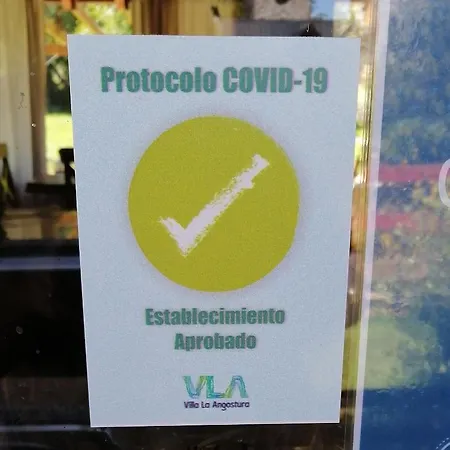 Protocolo COVID-19
Establecimiento
Aprobado
VLA
Villa La Angostura